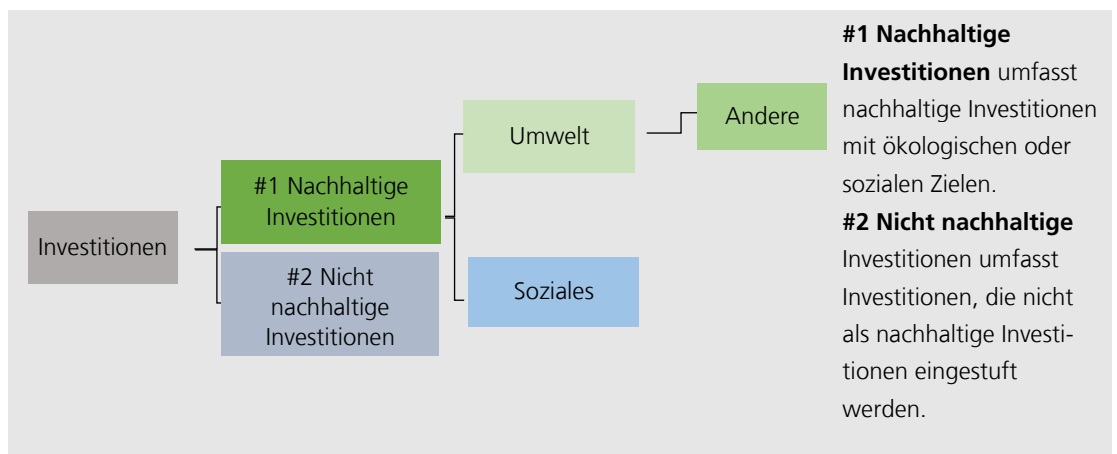 Investitionen
#1 Nachhaltige
Investitionen
#2 Nicht
nachhaltige
Investitionen
Umwelt
Soziales
Andere
#1 Nachhaltige
Investitionen umfasst
nachhaltige Investitionen
mit ökologischen oder
sozialen Zielen.
#2 Nicht nachhaltige
Investitionen umfasst
Investitionen, die nicht
als nachhaltige Investi-
tionen eingestuft
werden.